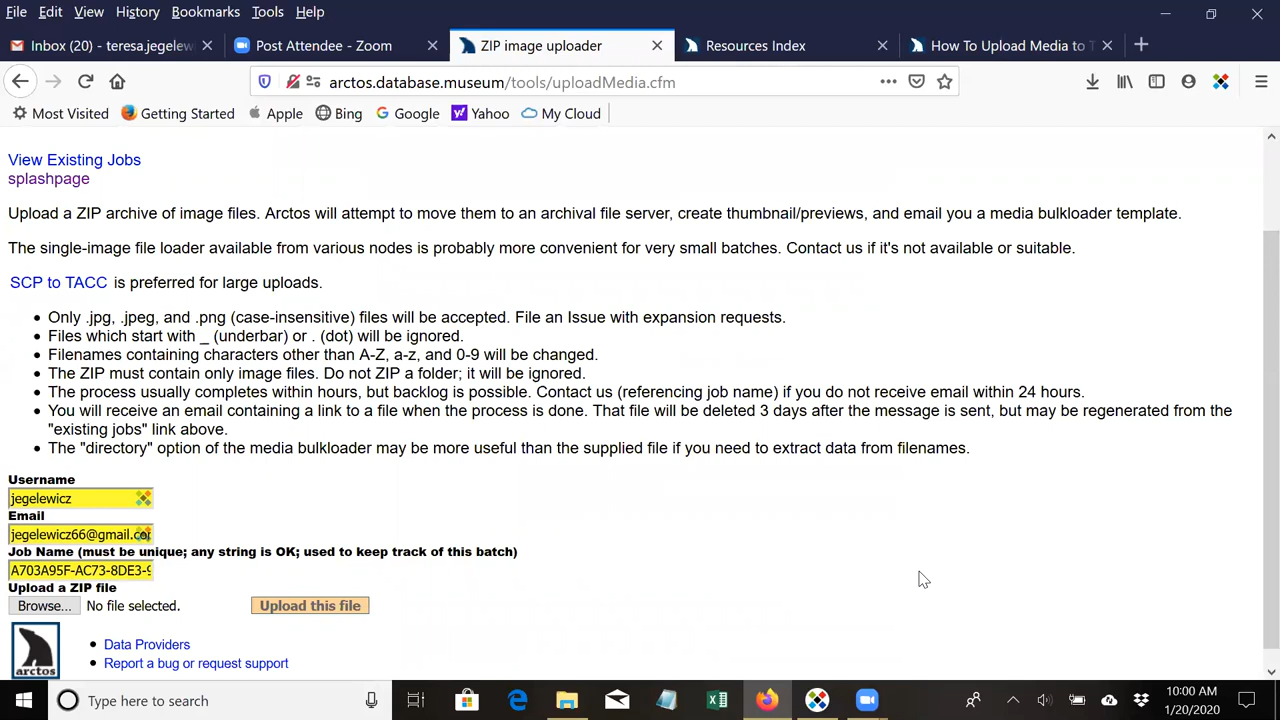 File Edit View History Bookmarks Tools Help
Inbox (20) - teresa.jegelew
Post Attendee - Zoom
ZIP image uploader
Resources Index
How To Upload Media to T
arctos.database.museum/tools/uploadMedia.cfm
Most Visited Getting Started Apple Bing Google Yahoo My Cloud
View Existing Jobs
splashpage
Upload a ZIP archive of image files. Arctos will attempt to move them to an archival file server, create thumbnail/previews, and email you a media bulkloader template.
The single-image file loader available from various nodes is probably more convenient for very small batches. Contact us if it's not available or suitable.
SCP to TACC is preferred for large uploads.
Only .jpg, .jpeg, and .png (case-insensitive) files will be accepted. File an Issue with expansion requests.
Files which start with _ (underbar) or . (dot) will be ignored.
Filenames containing characters other than A-Z, a-z, and 0-9 will be changed.
The ZIP must contain only image files. Do not ZIP a folder; it will be ignored.
The process usually completes within hours, but backlog is possible. Contact us (referencing job name) if you do not receive email within 24 hours.
You will receive an email containing a link to a file when the process is done. That file will be deleted 3 days after the message is sent, but may be regenerated from the
"existing jobs" link above.
The "directory" option of the media bulkloader may be more useful than the supplied file if you need to extract data from filenames.
Username
jegelewicz
Email
jegelewicz66@gmail.com
Job Name (must be unique; any string is OK; used to keep track of this batch)
A703A95F-AC73-8DE3-9
Upload a ZIP file
Browse... No file selected. Upload this file
arctos
Data Providers
Report a bug or request support
Type here to search
10:00 AM
1/20/2020